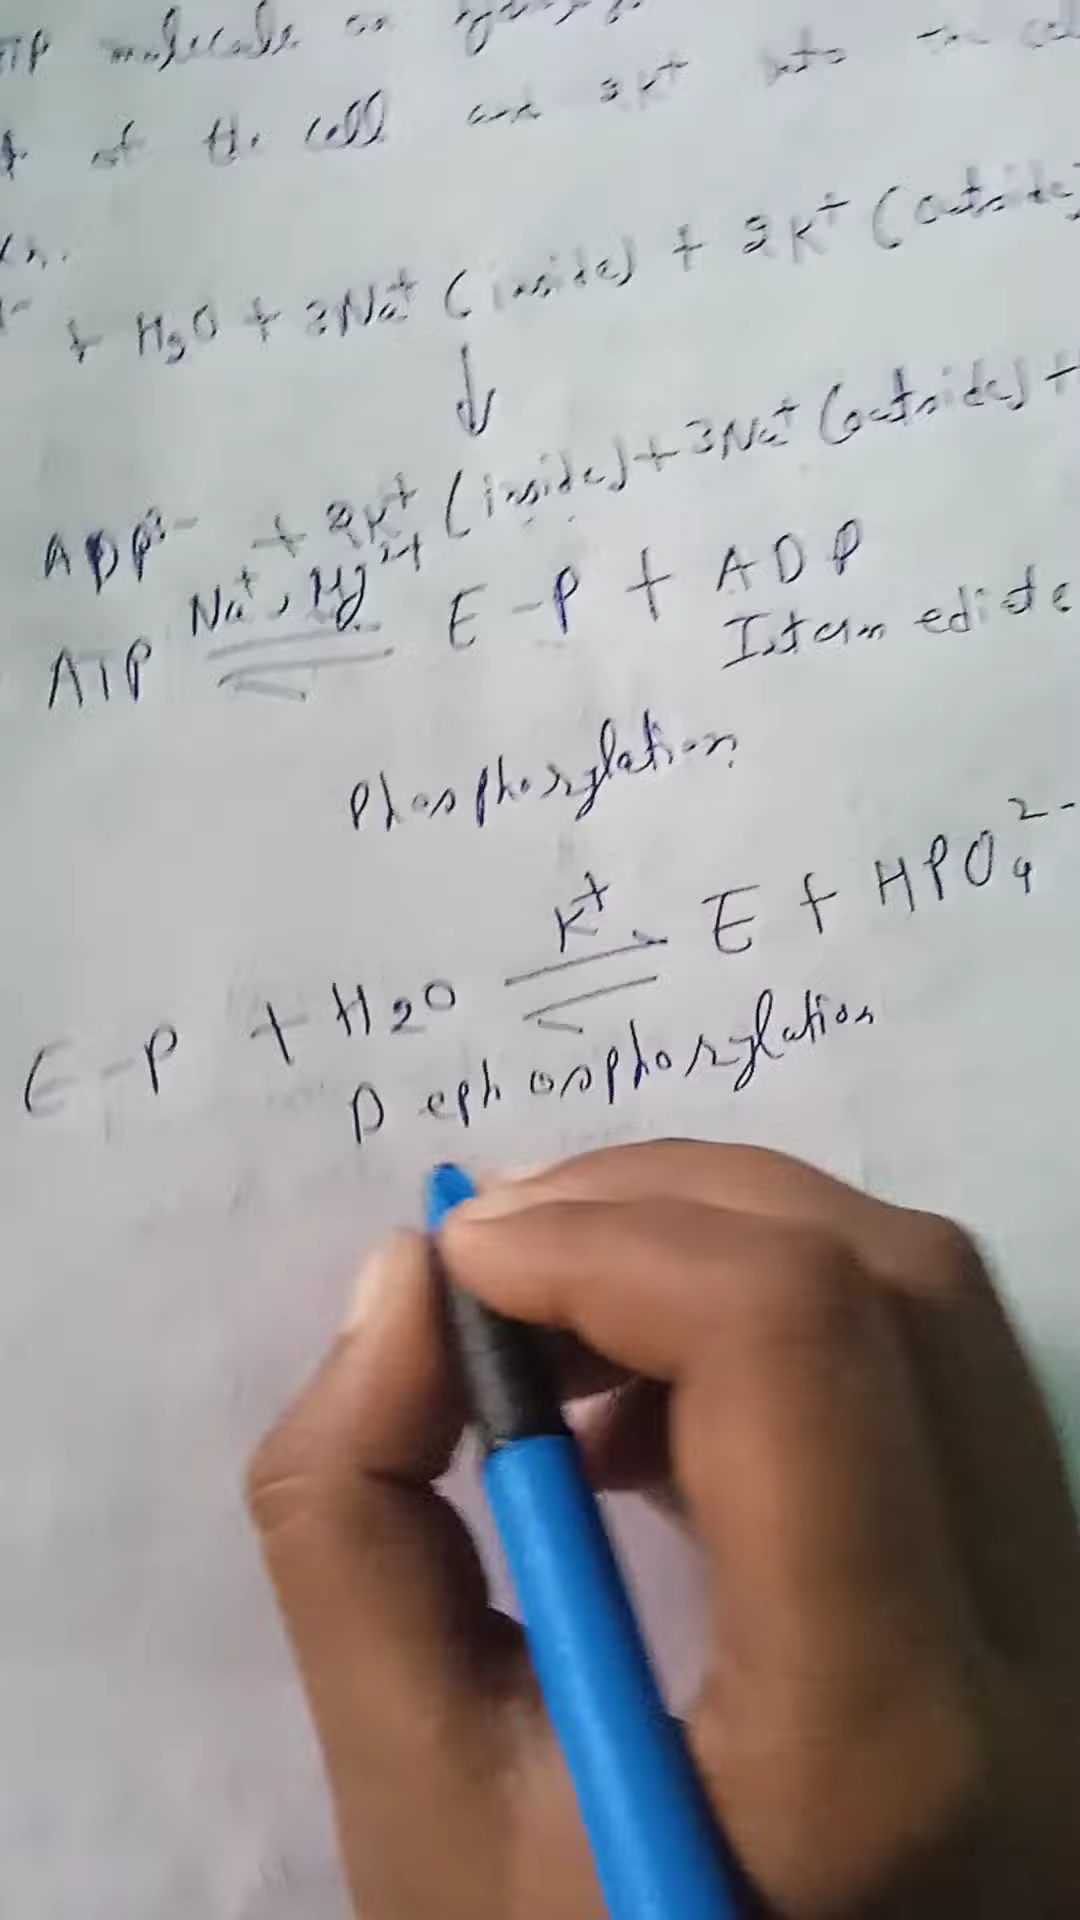 molecule
of the cell and 2K⁺ into the cell
+ H₂O + 3Na⁺ (inside) + 2K⁺ (outside)
↓
ADP³⁻ + 2K⁺ (inside) + 3Na⁺ (outside) +
ATP Na⁺, Mg²⁺ ⇌ E-P + ADP
Intermediate
Phosphorylation
E-P + H₂O K⁺ ⇌ E + HPO₄²⁻
Dephosphorylation